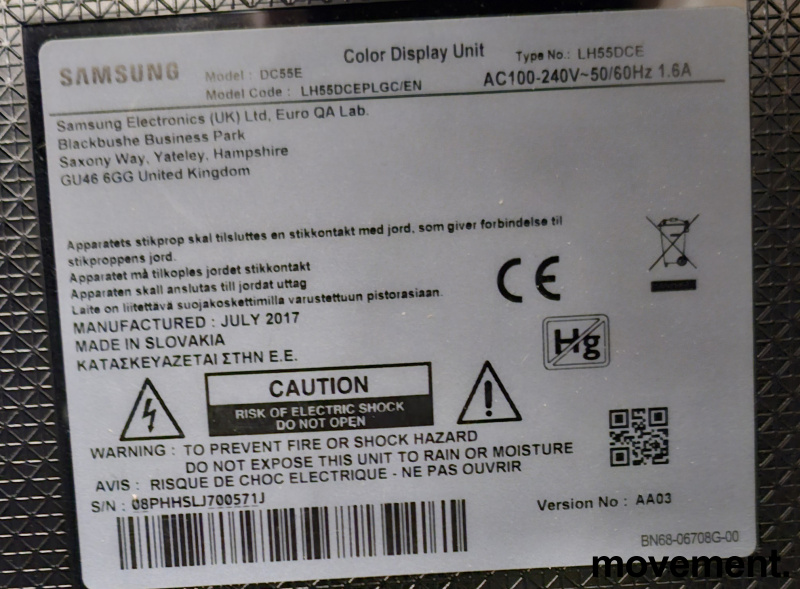 SAMSUNG
Color Display Unit
Model : DC55E
Type No.: LH55DCE
Model Code : LH55DCEPLGC/EN
AC100-240V~50/60Hz 1.6A
Samsung Electronics (UK) Ltd, Euro QA Lab.
Blackbushe Business Park
Saxony Way, Yateley, Hampshire
GU46 6GG United Kingdom
Apparatets stikprop skal tilsluttes en stikkontakt med jord, som giver forbindelse til
stikproppens jord.
Apparatet må tilkoples jordet stikkontakt
Apparaten skall anslutas till jordat uttag
Laite on liitettävä suojakoskettimilla varustettuun pistorasiaan.
CE
MANUFACTURED : JULY 2017
MADE IN SLOVAKIA
ΚΑΤΑΣΚΕΥΑΖΕΤΑΙ ΣΤΗΝ Ε.Ε.
Hg
CAUTION
RISK OF ELECTRIC SHOCK
DO NOT OPEN
WARNING : TO PREVENT FIRE OR SHOCK HAZARD
DO NOT EXPOSE THIS UNIT TO RAIN OR MOISTURE
AVIS : RISQUE DE CHOC ELECTRIQUE - NE PAS OUVRIR
S/N : 08PHHSLJ700571J
Version No : AA03
BN68-06708G-00
movement.